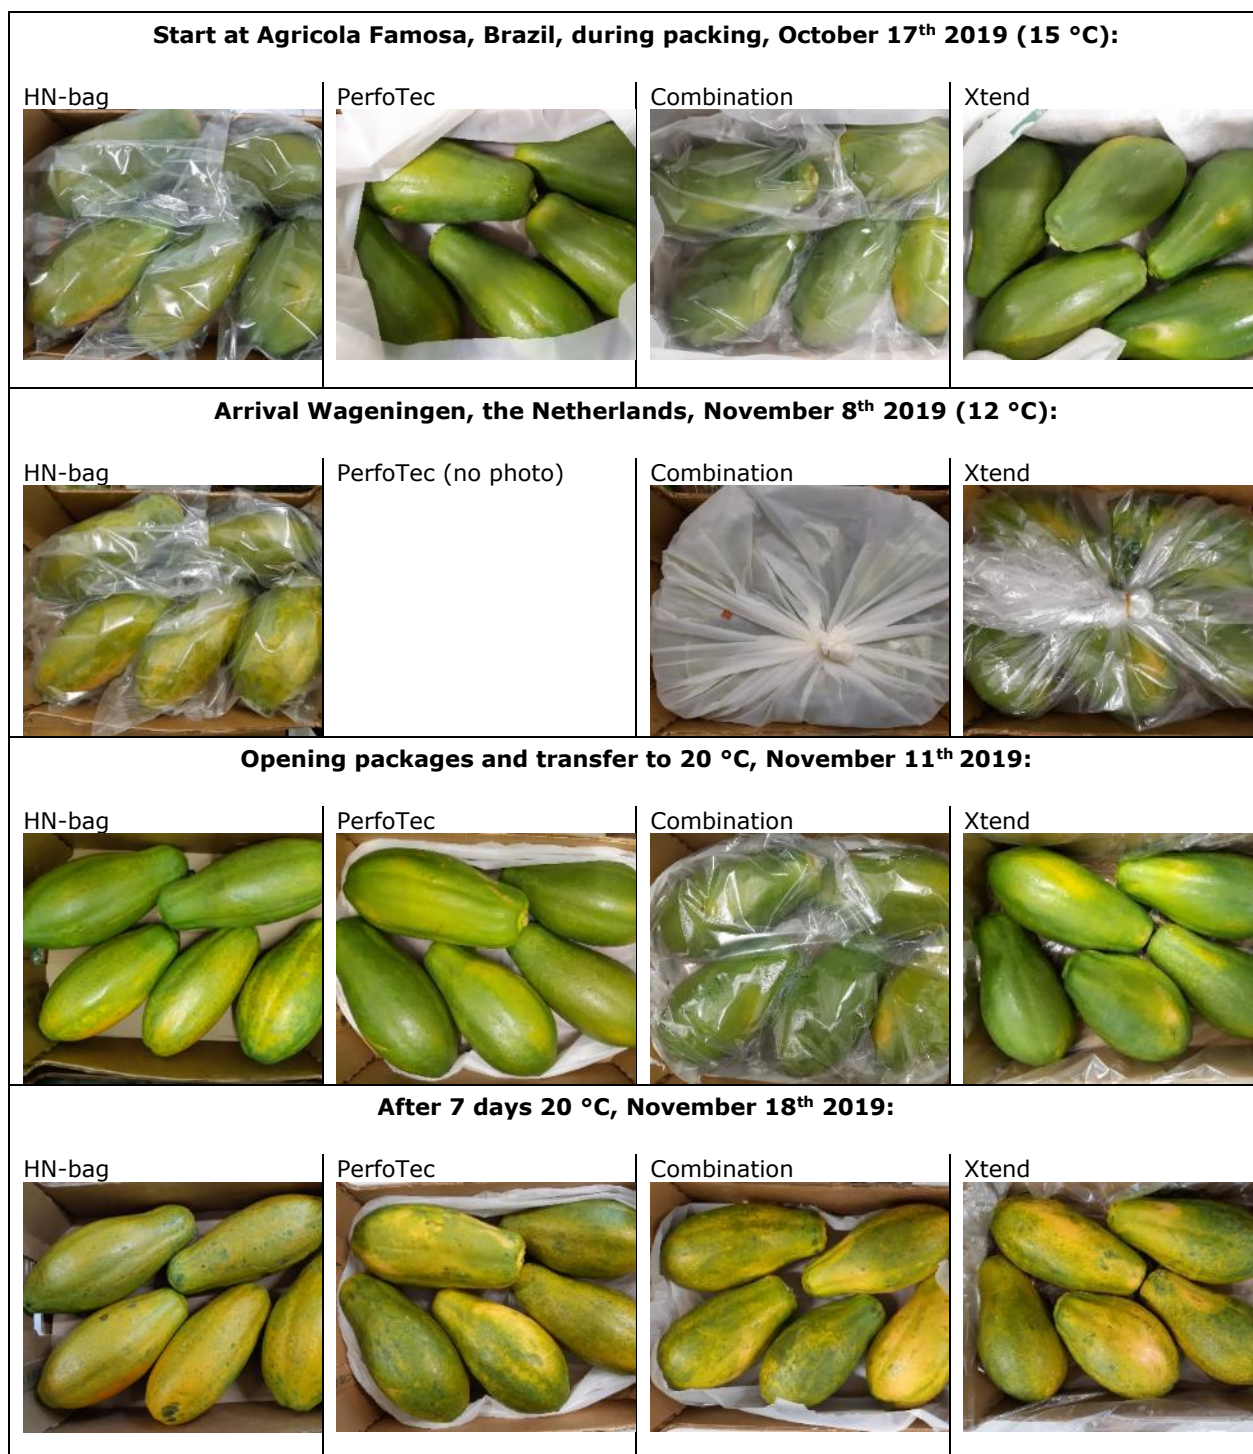 Start at Agricola Famosa, Brazil, during packing, October 17th 2019 (15 °C):
HN-bag
PerfoTec
Combination
Xtend
Arrival Wageningen, the Netherlands, November 8th 2019 (12 °C):
HN-bag
PerfoTec (no photo)
Combination
Xtend
Opening packages and transfer to 20 °C, November 11th 2019:
HN-bag
PerfoTec
Combination
Xtend
After 7 days 20 °C, November 18th 2019:
HN-bag
PerfoTec
Combination
Xtend